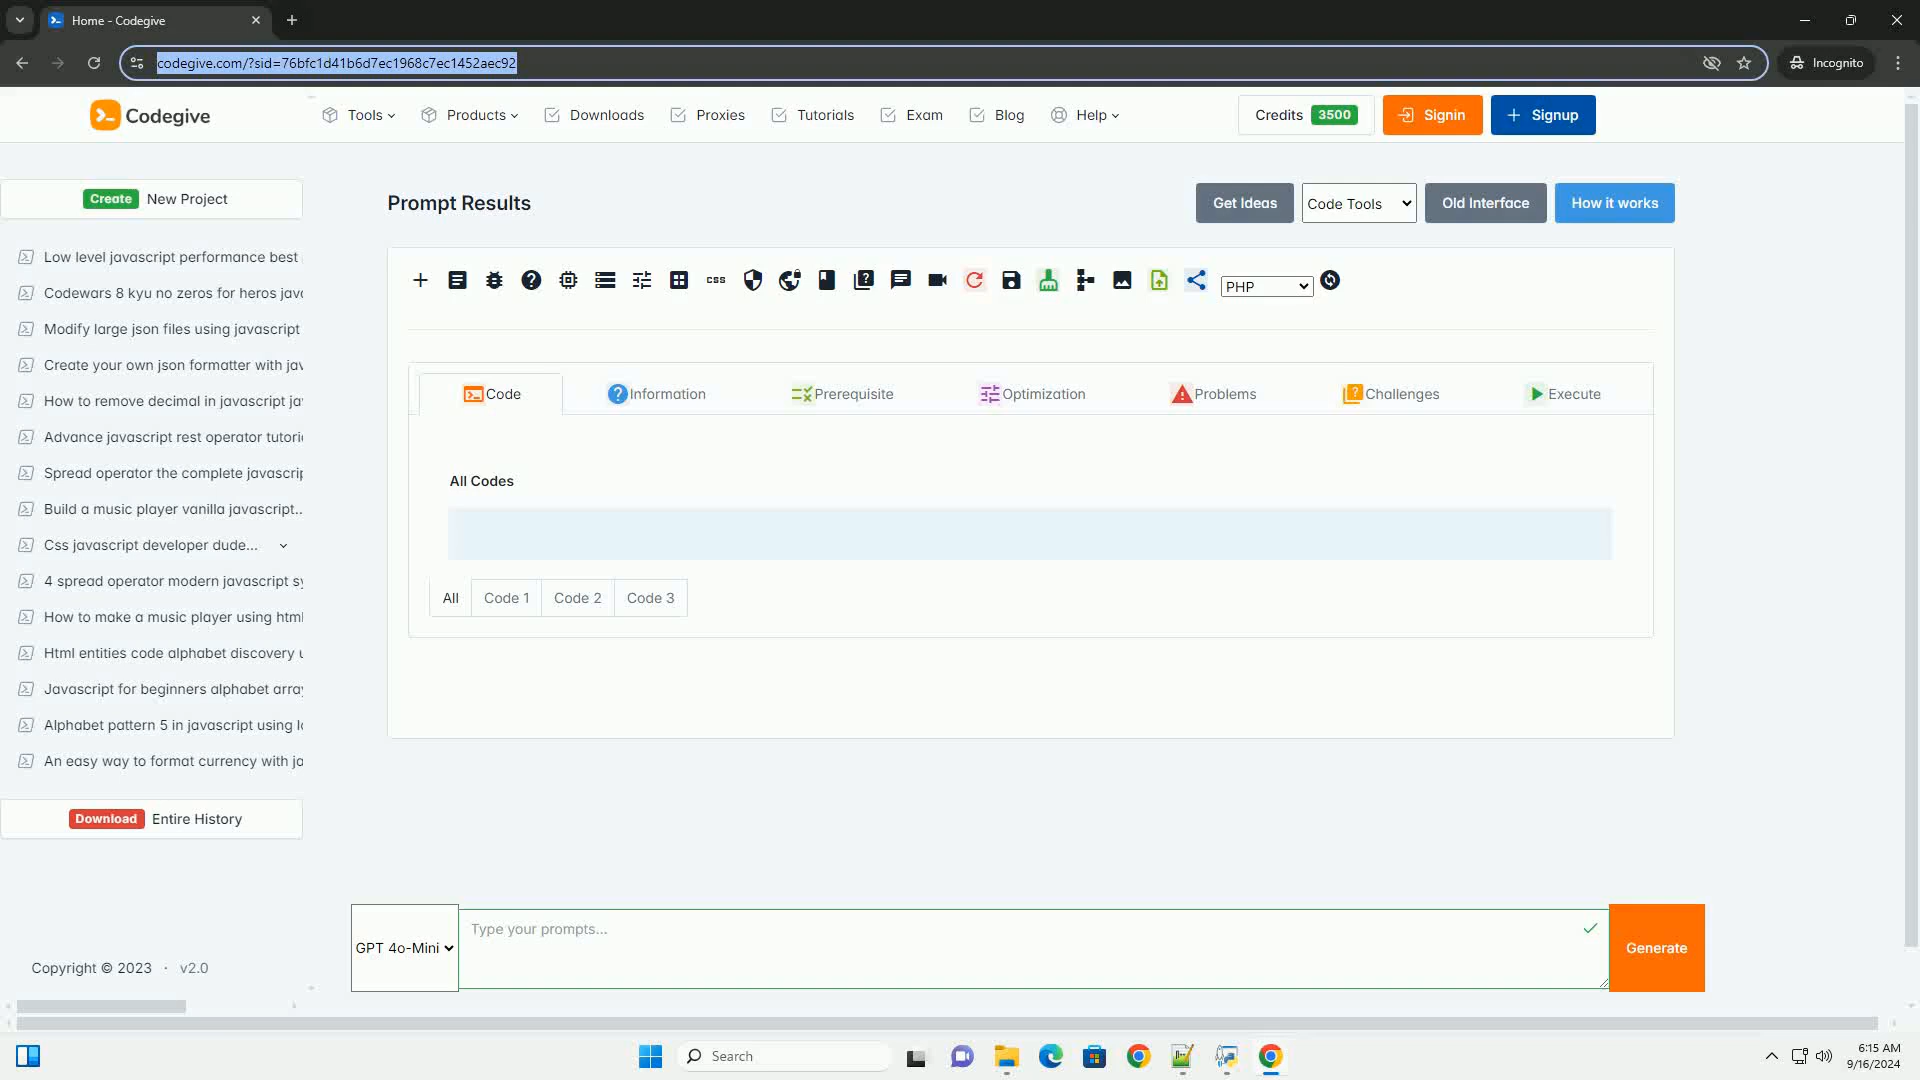 Home - Codegive
codegive.com/?sid=76bfc1d41b6d7ec1968c7ec1452aec92
Incognito
Codegive
Tools
Products
Downloads
Proxies
Tutorials
Exam
Blog
Help
Credits 3500
Signin
Signup
Create New Project
Low level javascript performance best
Codewars 8 kyu no zeros for heros java
Modify large json files using javascript
Create your own json formatter with jav
How to remove decimal in javascript ja
Advance javascript rest operator tutori
Spread operator the complete javascrip
Build a music player vanilla javascript...
Css javascript developer dude...
4 spread operator modern javascript sy
How to make a music player using html
Html entities code alphabet discovery u
Javascript for beginners alphabet array
Alphabet pattern 5 in javascript using lo
An easy way to format currency with ja
Download Entire History
Copyright © 2023 · v2.0
Prompt Results
Get Ideas
Code Tools
Old Interface
How it works
css
PHP
Code
Information
Prerequisite
Optimization
Problems
Challenges
Execute
All Codes
All
Code 1
Code 2
Code 3
GPT 4o-Mini
Type your prompts...
Generate
Search
6:15 AM
9/16/2024